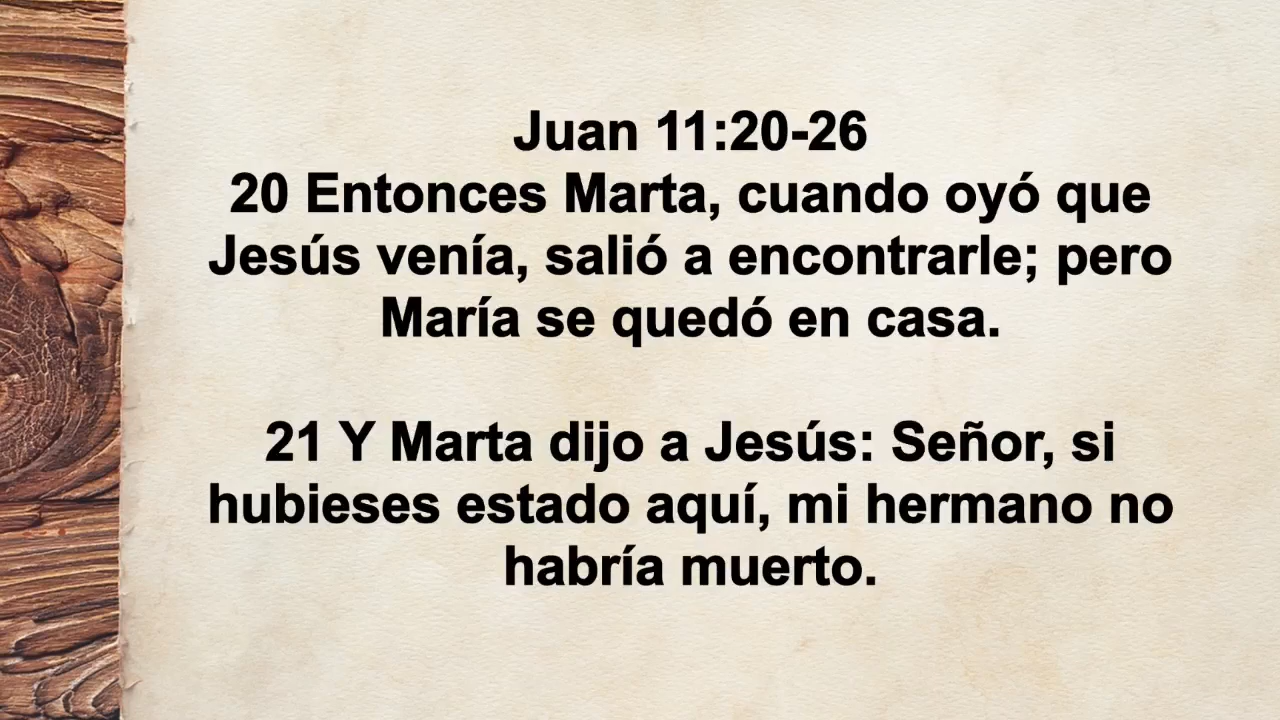 Juan 11:20-26
20 Entonces Marta, cuando oyó que
Jesús venía, salió a encontrarle; pero
María se quedó en casa.
21 Y Marta dijo a Jesús: Señor, si
hubieses estado aquí, mi hermano no
habría muerto.